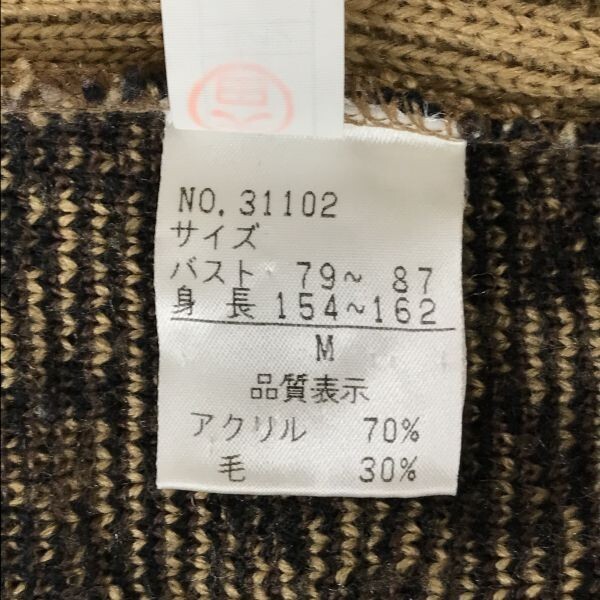 NO.31102
サイズ
バスト 79~ 87
身 長 154~162
M
品質表示
アクリル 70%
毛 30%